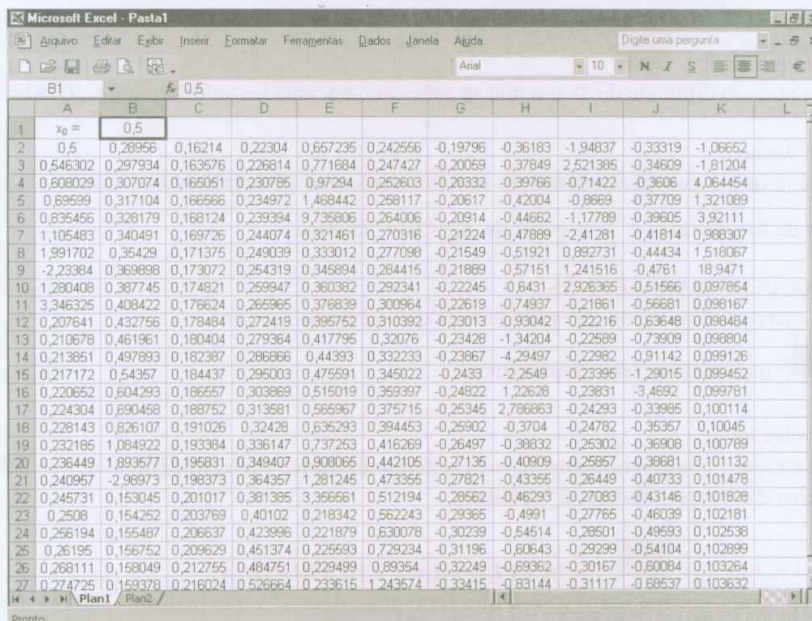 Microsoft Excel - Pasta1
Arquivo Editar Exibir Inserir Formatar Ferramentas Dados Janela Ajuda Digite uma pergunta
Arial 10 N I S €
B1 fx 0,5
A B C D E F G H I J K
1 x0 = 0,5
2 0,5 0,28956 0,16214 0,22304 0,657235 0,242556 -0,19796 -0,36183 -1,94837 -0,33319 -1,06652
3 0,546302 0,297934 0,163576 0,226814 0,771684 0,247427 -0,20059 -0,37849 2,521385 -0,34609 -1,81204
4 0,608029 0,307074 0,165051 0,230785 0,97294 0,252603 -0,20332 -0,39766 -0,71422 -0,3606 4,064454
5 0,69599 0,317104 0,166566 0,234972 1,468442 0,258117 -0,20617 -0,42004 -0,8669 -0,37709 1,321089
6 0,835456 0,328179 0,168124 0,239394 9,735806 0,264006 -0,20914 -0,44662 -1,17789 -0,39605 3,92111
7 1,105483 0,340491 0,169726 0,244074 0,321461 0,270316 -0,21224 -0,47889 -2,41281 -0,41814 0,988307
8 1,991702 0,35429 0,171375 0,249039 0,333012 0,277098 -0,21549 -0,51921 0,892731 -0,44434 1,518067
9 -2,23384 0,369898 0,173072 0,254319 0,345894 0,284415 -0,21889 -0,57151 1,241516 -0,4761 18,9471
10 1,280408 0,387745 0,174821 0,259947 0,360382 0,292341 -0,22245 -0,6431 2,926365 -0,51566 0,097854
11 3,346325 0,408422 0,176624 0,265965 0,376839 0,300964 -0,22619 -0,74937 -0,21861 -0,56681 0,098167
12 0,207641 0,432756 0,178484 0,272419 0,395752 0,310392 -0,23013 -0,93042 -0,22216 -0,63648 0,098484
13 0,210678 0,461961 0,180404 0,279364 0,417795 0,32076 -0,23428 -1,34204 -0,22589 -0,73909 0,098804
14 0,213851 0,497893 0,182387 0,286866 0,44393 0,332233 -0,23867 -4,29497 -0,22982 -0,91142 0,099126
15 0,217172 0,54357 0,184437 0,295003 0,475591 0,345022 -0,2433 -2,2549 -0,23395 -1,29015 0,099452
16 0,220652 0,604293 0,186557 0,303869 0,515019 0,359397 -0,24822 1,22628 -0,23831 -3,4692 0,099781
17 0,224304 0,690458 0,188752 0,313581 0,565967 0,375715 -0,25345 2,786863 -0,24293 -0,33985 0,100114
18 0,228143 0,826107 0,191026 0,32428 0,635293 0,394453 -0,25902 -0,3704 -0,24782 -0,35357 0,10045
19 0,232185 1,084922 0,193384 0,336147 0,737253 0,416269 -0,26497 -0,38832 -0,25302 -0,36908 0,100789
20 0,236449 1,893577 0,195831 0,349407 0,908065 0,442105 -0,27135 -0,40909 -0,25857 -0,38681 0,101132
21 0,240957 -2,98973 0,198373 0,364357 1,281245 0,473355 -0,27821 -0,43355 -0,26449 -0,40733 0,101478
22 0,245731 0,153045 0,201017 0,381385 3,356561 0,512194 -0,28562 -0,46293 -0,27083 -0,43146 0,101828
23 0,2508 0,154252 0,203769 0,40102 0,218342 0,562243 -0,29365 -0,4991 -0,27765 -0,46039 0,102181
24 0,256194 0,155487 0,206637 0,423996 0,221879 0,630078 -0,30239 -0,54514 -0,28501 -0,49593 0,102538
25 0,26195 0,156752 0,209629 0,451374 0,225593 0,729234 -0,31196 -0,60643 -0,29299 -0,54104 0,102899
26 0,268111 0,158049 0,212755 0,484751 0,229499 0,89354 -0,32249 -0,69362 -0,30167 -0,60084 0,103264
27 0,274725 0,159378 0,216024 0,526664 0,233615 1,243574 -0,33415 -0,83144 -0,31117 -0,68537 0,103632
Plan1 Plan2
Pronto